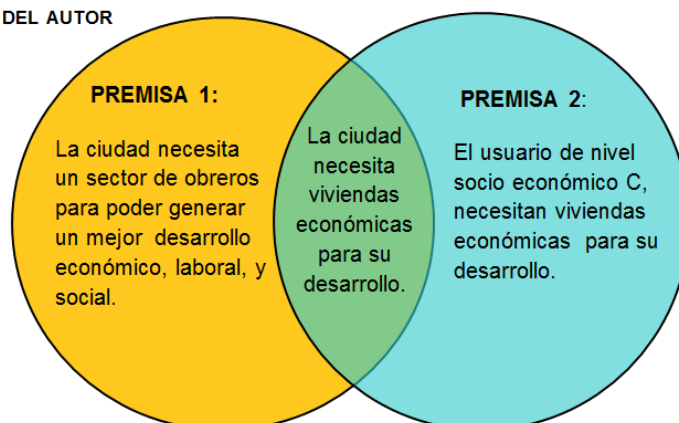 DEL AUTOR
PREMISA 1:
La ciudad necesita
un sector de obreros
para poder generar
un mejor desarrollo
económico, laboral, y
social.
La ciudad
necesita
viviendas
económicas
para su
desarrollo.
PREMISA 2:
El usuario de nivel
socio económico C,
necesitan viviendas
económicas para su
desarrollo.